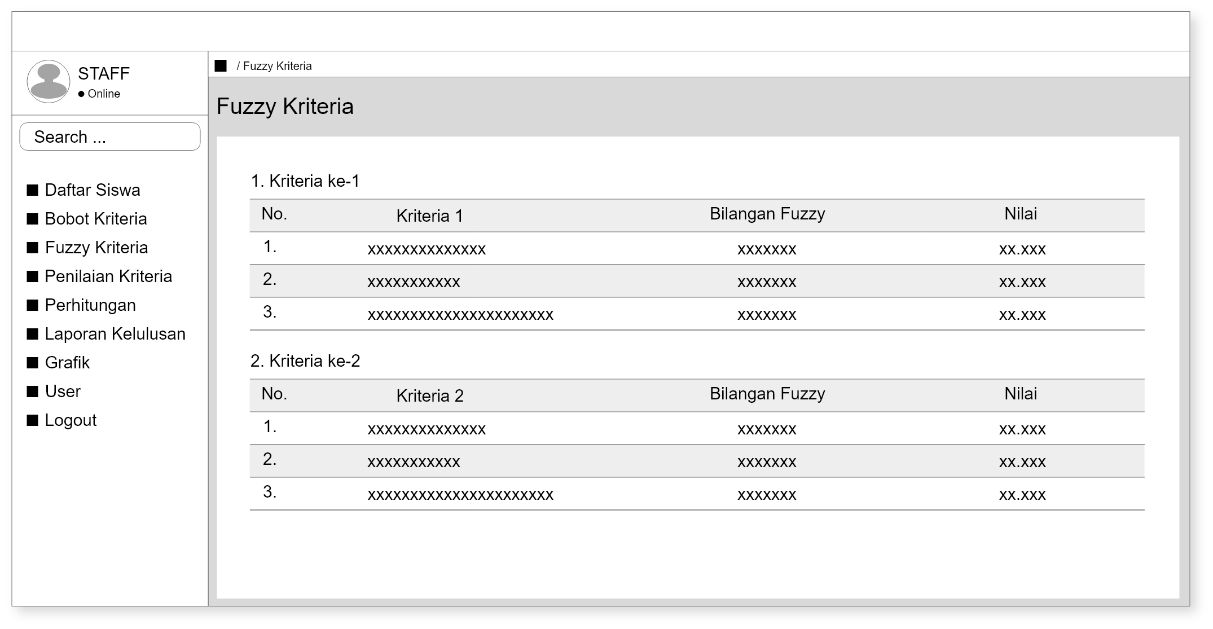 STAFF
● Online
Search ...
Daftar Siswa
Bobot Kriteria
Fuzzy Kriteria
Penilaian Kriteria
Perhitungan
Laporan Kelulusan
Grafik
User
Logout
/ Fuzzy Kriteria
Fuzzy Kriteria
1. Kriteria ke-1
No. Kriteria 1 Bilangan Fuzzy Nilai
1. xxxxxxxxxxxxxx xxxxxxx xx.xxx
2. xxxxxxxxxxx xxxxxxx xx.xxx
3. xxxxxxxxxxxxxxxxxxxxxx xxxxxxx xx.xxx
2. Kriteria ke-2
No. Kriteria 2 Bilangan Fuzzy Nilai
1. xxxxxxxxxxxxxx xxxxxxx xx.xxx
2. xxxxxxxxxxx xxxxxxx xx.xxx
3. xxxxxxxxxxxxxxxxxxxxxx xxxxxxx xx.xxx